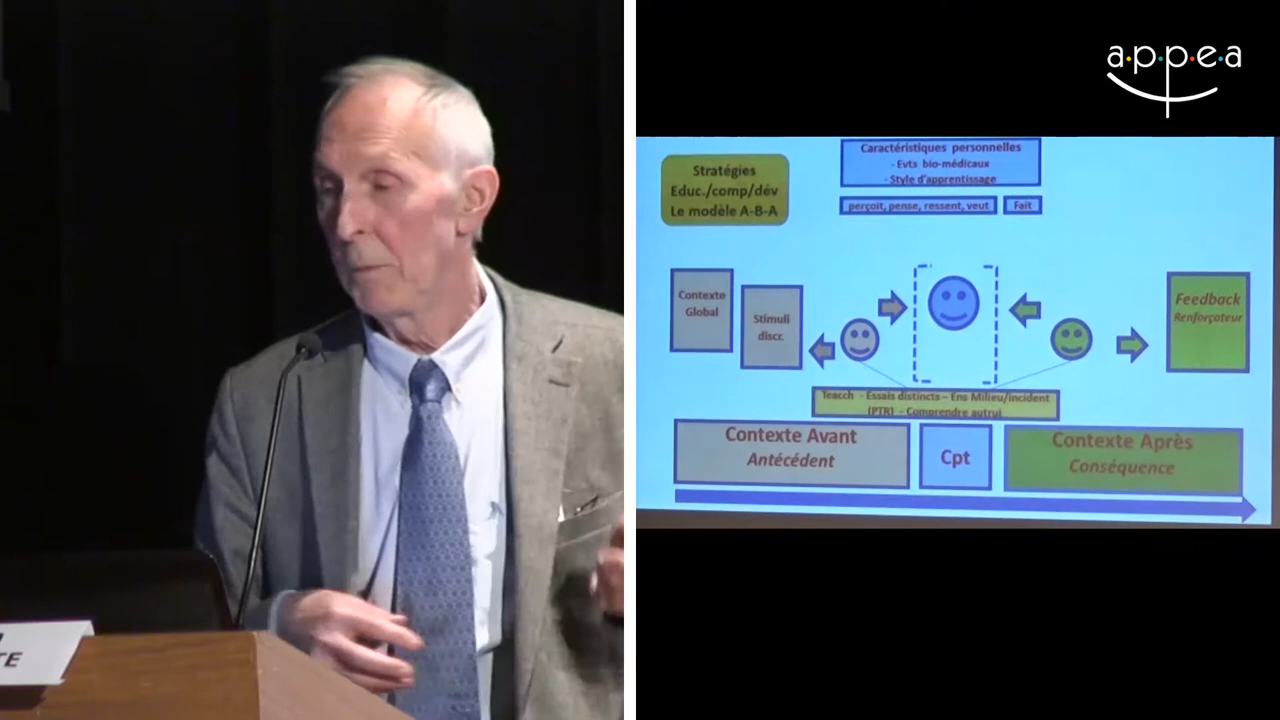 TE
a·p·p·e·a
Caractéristiques personnelles
- Evts bio-médicaux
- Style d'apprentissage
Stratégies
Educ./comp/dév
Le modèle A-B-A
perçoit, pense, ressent, veut
Fait
Contexte
Global
Stimuli
discr.
Feedback
Renforçateur
Teacch - Essais distincts – Ens Milieu/incident
(PTR) - Comprendre autrui
Contexte Avant
Antécédent
Cpt
Contexte Après
Conséquence